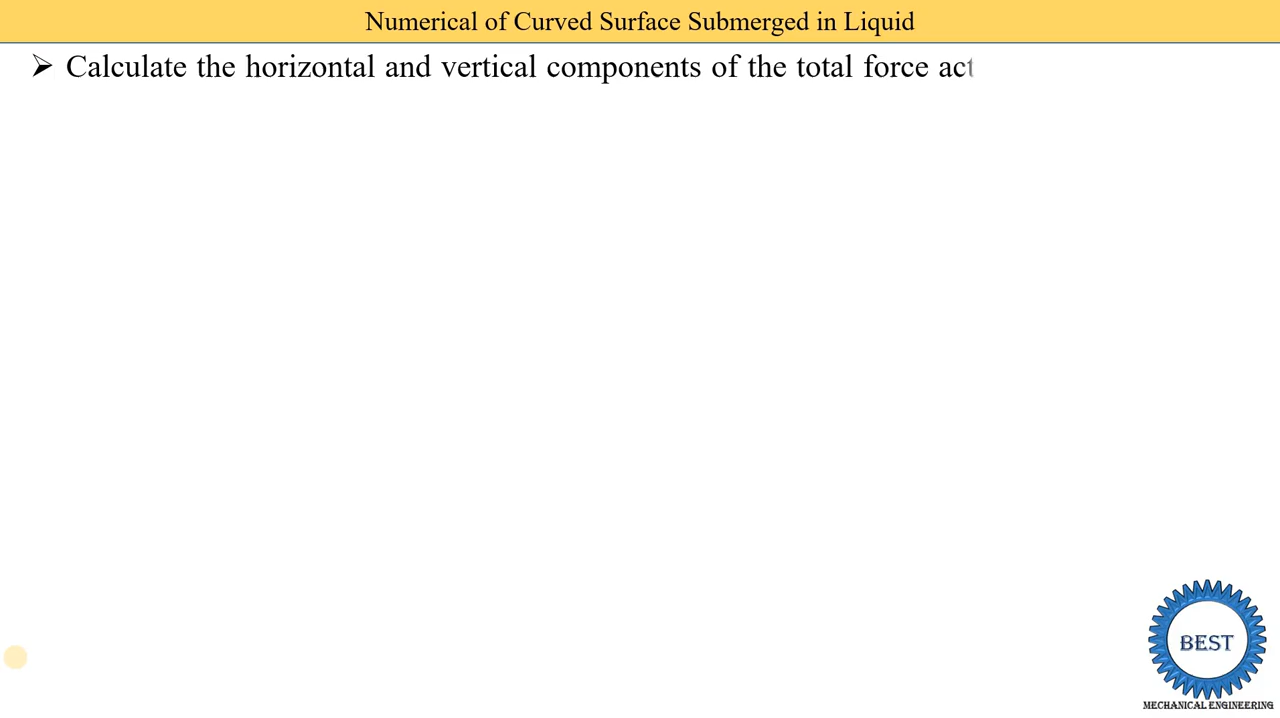 Numerical of Curved Surface Submerged in Liquid
➢ Calculate the horizontal and vertical components of the total force act
BEST
MECHANICAL ENGINEERING